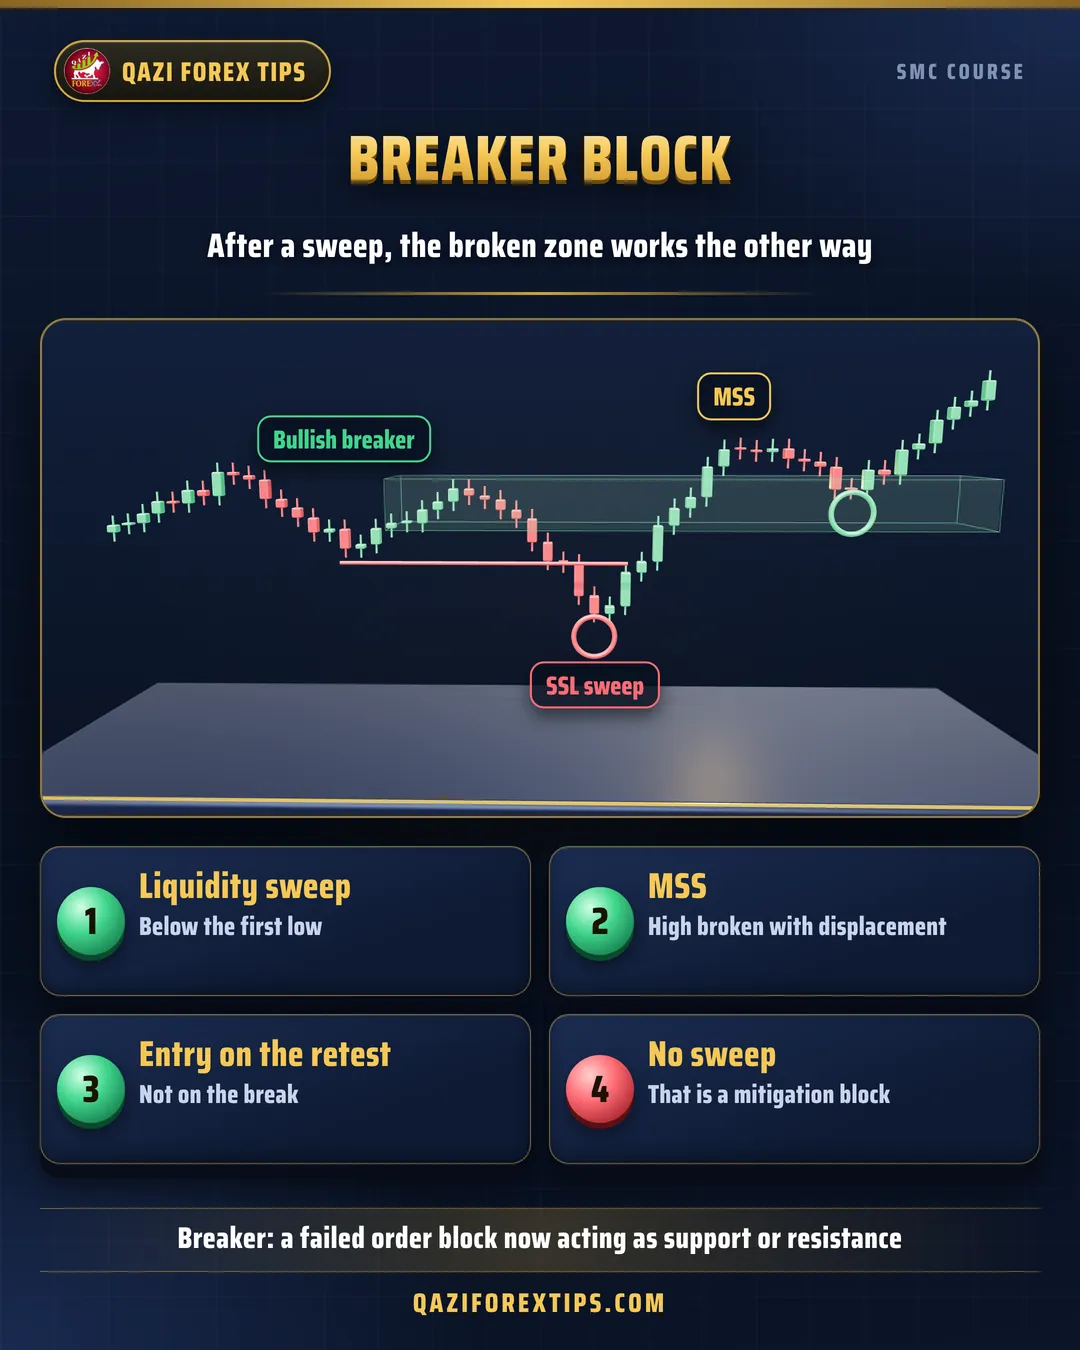 QAZI
FOREX
QAZI FOREX TIPS
SMC COURSE
BREAKER BLOCK
After a sweep, the broken zone works the other way
MSS
Bullish breaker
SSL sweep
1
Liquidity sweep
Below the first low
2
MSS
High broken with displacement
3
Entry on the retest
Not on the break
4
No sweep
That is a mitigation block
Breaker: a failed order block now acting as support or resistance
QAZIFOREXTIPS.COM